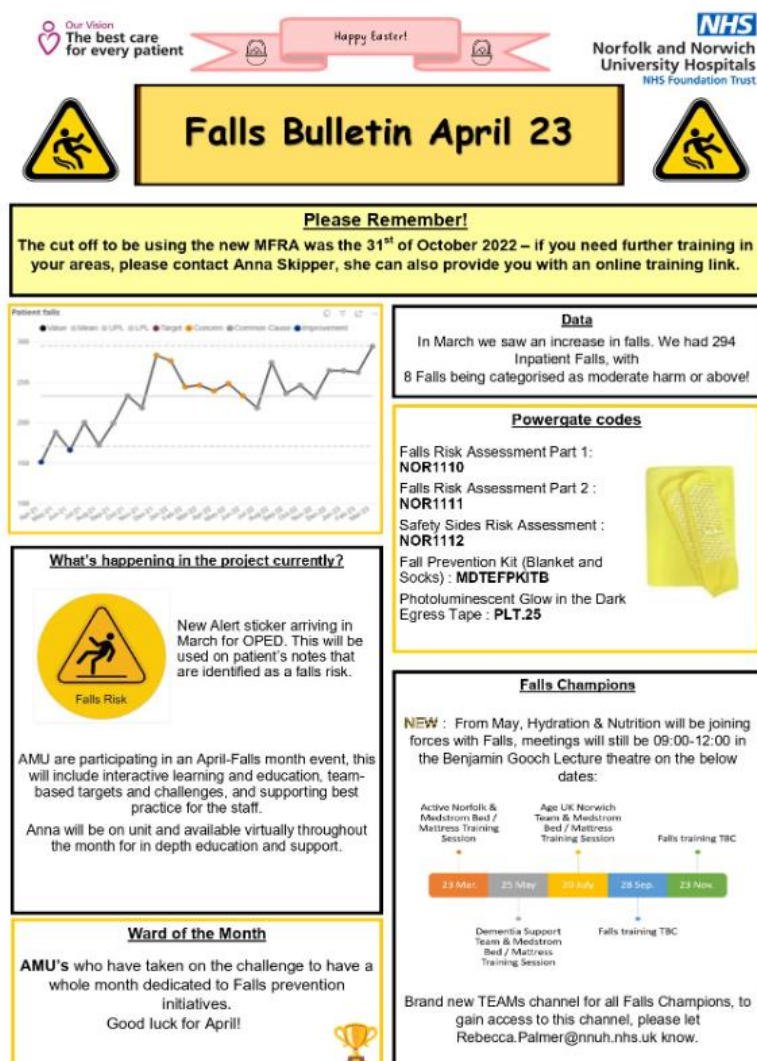 Our Vision
The best care
for every patient
Happy Easter!
NHS
Norfolk and Norwich
University Hospitals
NHS Foundation Trust
Falls Bulletin April 23
Please Remember!
The cut off to be using the new MFRA was the 31st of October 2022 – if you need further training in
your areas, please contact Anna Skipper, she can also provide you with an online training link.
Patient falls
Value Mean UPL LPL Target Concern Common Cause Improvement
Data
In March we saw an increase in falls. We had 294
Inpatient Falls, with
8 Falls being categorised as moderate harm or above!
Powergate codes
Falls Risk Assessment Part 1:
NOR1110
Falls Risk Assessment Part 2 :
NOR1111
Safety Sides Risk Assessment :
NOR1112
Fall Prevention Kit (Blanket and
Socks) : MDTEFPKITB
Photoluminescent Glow in the Dark
Egress Tape : PLT.25
What's happening in the project currently?
New Alert sticker arriving in
March for OPED. This will be
used on patient's notes that
are identified as a falls risk.
Falls Risk
AMU are participating in an April-Falls month event, this
will include interactive learning and education, team-
based targets and challenges, and supporting best
practice for the staff.
Anna will be on unit and available virtually throughout
the month for in depth education and support.
Ward of the Month
AMU's who have taken on the challenge to have a
whole month dedicated to Falls prevention
initiatives.
Good luck for April!
Falls Champions
NEW : From May, Hydration & Nutrition will be joining
forces with Falls, meetings will still be 09:00-12:00 in
the Benjamin Gooch Lecture theatre on the below
dates:
Active Norfolk &
Medstrom Bed /
Mattress Training
Session
Age UK Norwich
Team & Medstrom
Bed / Mattress
Training Session
Falls training TBC
23 Mar. 25 May 20 July 28 Sep. 23 Nov.
Dementia Support
Team & Medstrom
Bed / Mattress
Training Session
Falls training TBC
Brand new TEAMs channel for all Falls Champions, to
gain access to this channel, please let
Rebecca.Palmer@nnuh.nhs.uk know.